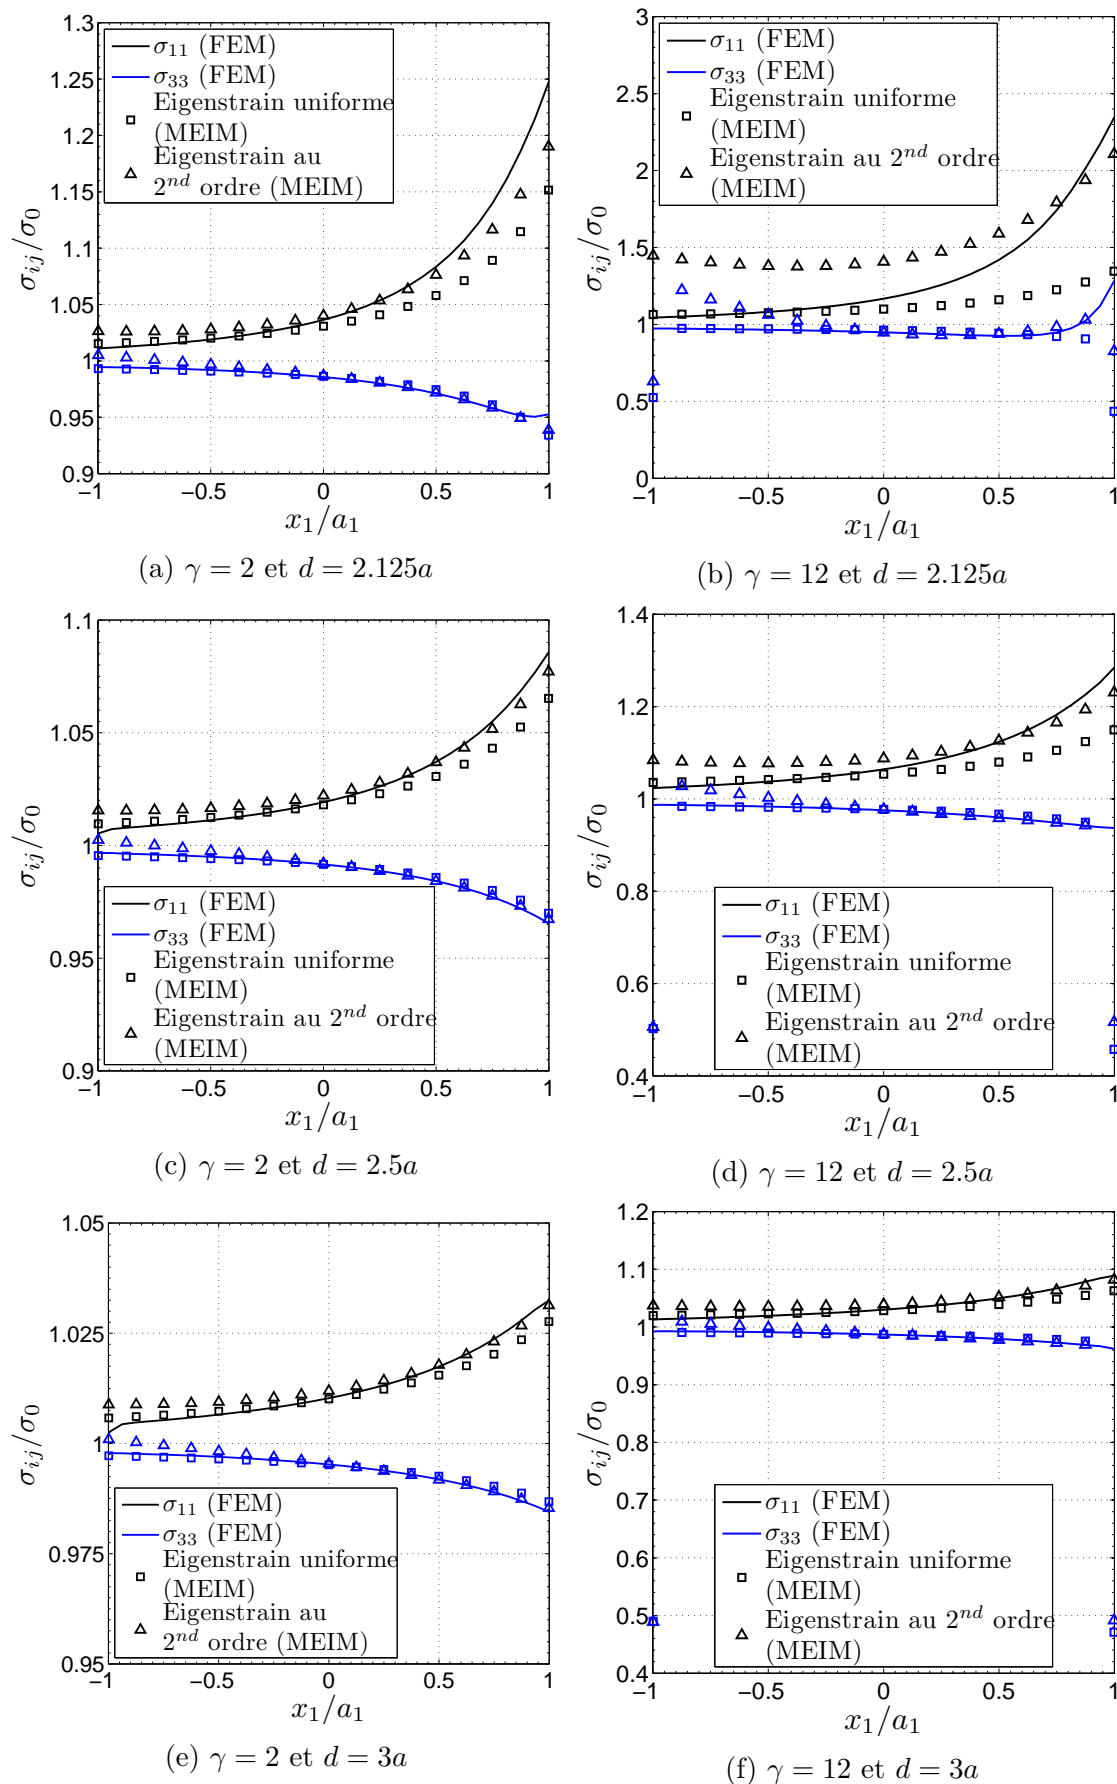 1.3
1.25
1.2
1.15
1.1
1.05
1
0.95
0.9
σij/σ0
σ11 (FEM)
σ33 (FEM)
Eigenstrain uniforme
(MEIM)
Eigenstrain au
2nd ordre (MEIM)
−1 −0.5 0 0.5 1
x1/a1
(a) γ = 2 et d = 2.125a
3
2.5
2
1.5
1
0.5
0
σij/σ0
σ11 (FEM)
σ33 (FEM)
Eigenstrain uniforme
(MEIM)
Eigenstrain au 2nd ordre
(MEIM)
−1 −0.5 0 0.5 1
x1/a1
(b) γ = 12 et d = 2.125a
1.1
1.05
1
0.95
0.9
σij/σ0
σ11 (FEM)
σ33 (FEM)
Eigenstrain uniforme
(MEIM)
Eigenstrain au 2nd ordre
(MEIM)
−1 −0.5 0 0.5 1
x1/a1
(c) γ = 2 et d = 2.5a
1.4
1.2
1
0.8
0.6
0.4
σij/σ0
σ11 (FEM)
σ33 (FEM)
Eigenstrain uniforme
(MEIM)
Eigenstrain au 2nd ordre
(MEIM)
−1 −0.5 0 0.5 1
x1/a1
(d) γ = 12 et d = 2.5a
1.05
1.025
1
0.975
0.95
σij/σ0
σ11 (FEM)
σ33 (FEM)
Eigenstrain uniforme
(MEIM)
Eigenstrain au
2nd ordre (MEIM)
−1 −0.5 0 0.5 1
x1/a1
(e) γ = 2 et d = 3a
1.2
1.1
1
0.9
0.8
0.7
0.6
0.5
0.4
σij/σ0
σ11 (FEM)
σ33 (FEM)
Eigenstrain uniforme
(MEIM)
Eigenstrain au 2nd ordre
(MEIM)
−1 −0.5 0 0.5 1
x1/a1
(f) γ = 12 et d = 3a